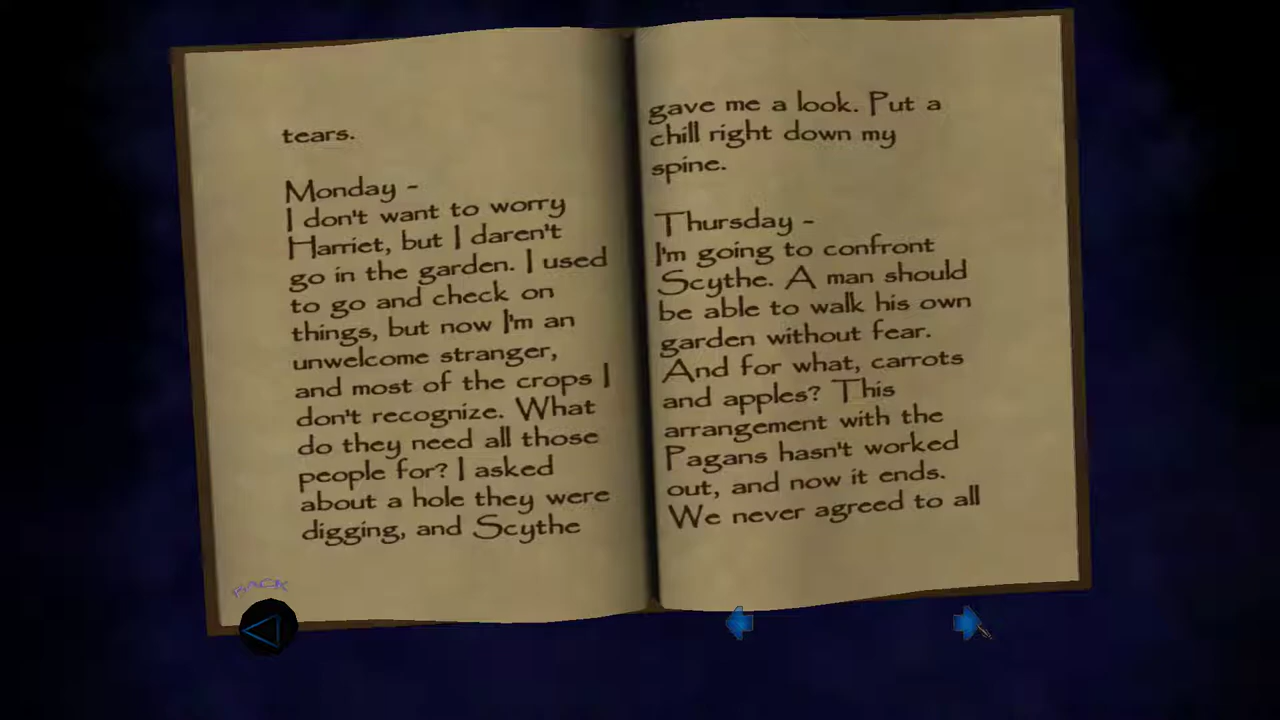 tears.
Monday -
I don't want to worry
Harriet, but I daren't
go in the garden. I used
to go and check on
things, but now I'm an
unwelcome stranger,
and most of the crops I
don't recognize. What
do they need all those
people for? I asked
about a hole they were
digging, and Scythe
gave me a look. Put a
chill right down my
spine.
Thursday -
I'm going to confront
Scythe. A man should
be able to walk his own
garden without fear.
And for what, carrots
and apples? This
arrangement with the
Pagans hasn't worked
out, and now it ends.
We never agreed to all
BACK